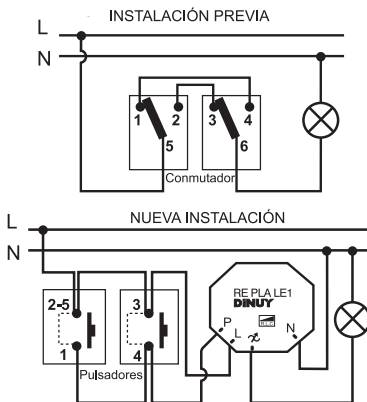 INSTALACIÓN PREVIA
L
N
1 2 3 4
5 6
Conmutador
L NUEVA INSTALACIÓN
N
RE PLA LE1
DINUY
2-5 3
P L N
1 4
Pulsadores